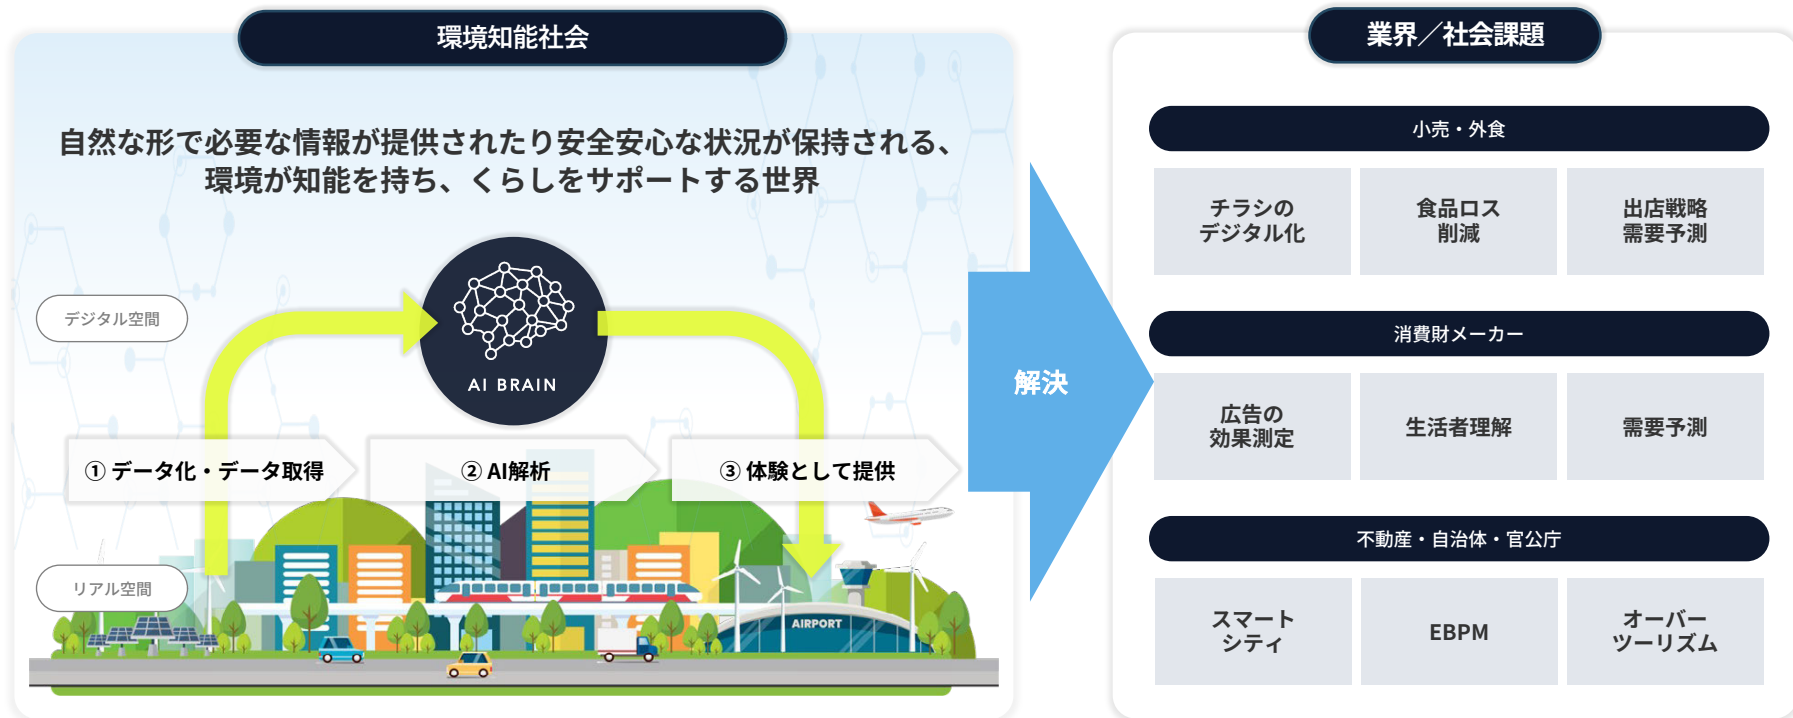 環境知能社会
自然な形で必要な情報が提供されたり安全安心な状況が保持される、
環境が知能を持ち、くらしをサポートする世界
デジタル空間
AI BRAIN
① データ化・データ取得
② AI解析
③ 体験として提供
リアル空間
AIRPORT
解決
業界／社会課題
小売・外食
チラシの
デジタル化
食品ロス
削減
出店戦略
需要予測
消費財メーカー
広告の
効果測定
生活者理解
需要予測
不動産・自治体・官公庁
スマート
シティ
EBPM
オーバー
ツーリズム